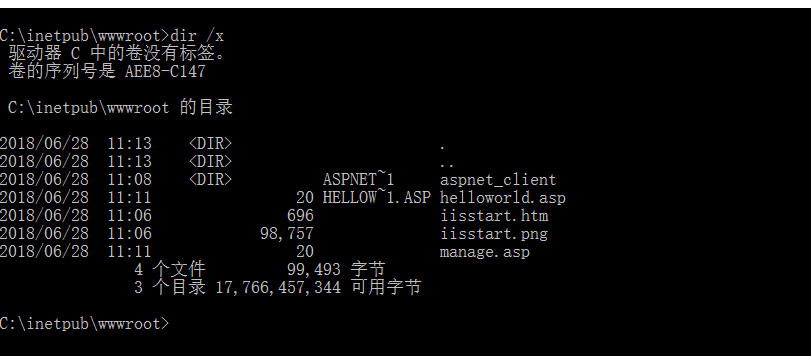 C:\inetpub\wwwroot>dir /x
驱动器 C 中的卷没有标签。
卷的序列号是 AEE8-C147
C:\inetpub\wwwroot 的目录
2018/06/28 11:13 <DIR> .
2018/06/28 11:13 <DIR> ..
2018/06/28 11:08 <DIR> ASPNET~1 aspnet_client
2018/06/28 11:11 20 HELLOW~1.ASP helloworld.asp
2018/06/28 11:06 696 iisstart.htm
2018/06/28 11:06 98,757 iisstart.png
2018/06/28 11:11 20 manage.asp
4 个文件 99,493 字节
3 个目录 17,766,457,344 可用字节
C:\inetpub\wwwroot>